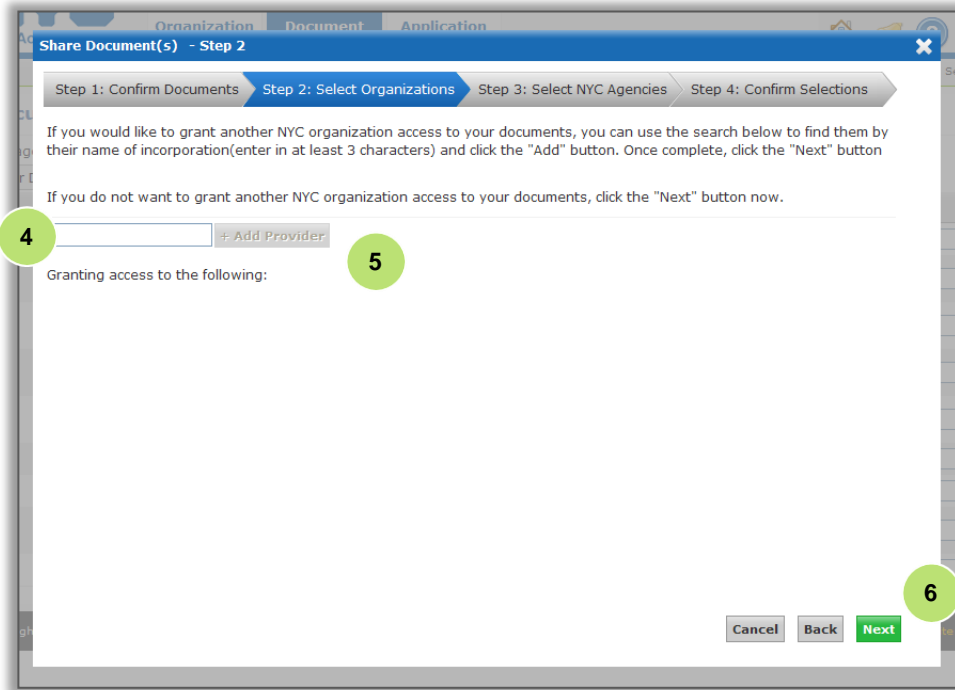 Organization Document Application
Share Document(s) - Step 2
Step 1: Confirm Documents Step 2: Select Organizations Step 3: Select NYC Agencies Step 4: Confirm Selections
If you would like to grant another NYC organization access to your documents, you can use the search below to find them by
their name of incorporation(enter in at least 3 characters) and click the "Add" button. Once complete, click the "Next" button
If you do not want to grant another NYC organization access to your documents, click the "Next" button now.
4 + Add Provider
5
Granting access to the following:
6
Cancel Back Next